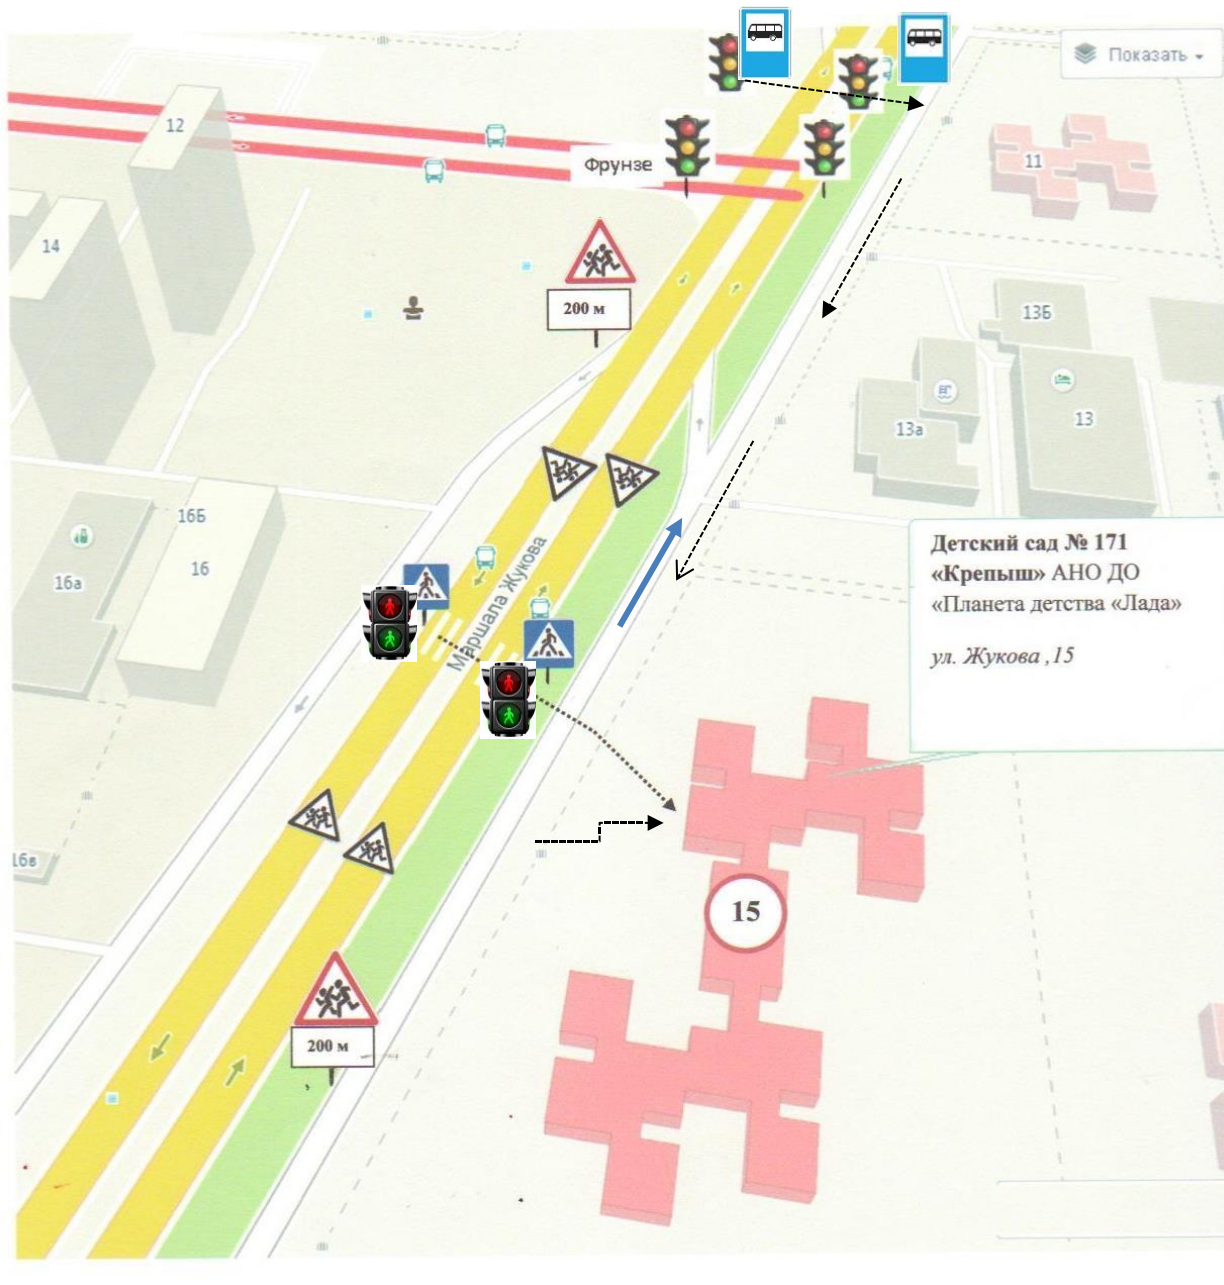 Показать
12
11
Фрунзе
14
200 м
13Б
13а
13
16Б
16
16а
Маршала Жукова
Детский сад № 171
«Крепыш» АНО ДО
«Планета детства «Лада»
ул. Жукова ,15
16в
15
200 м